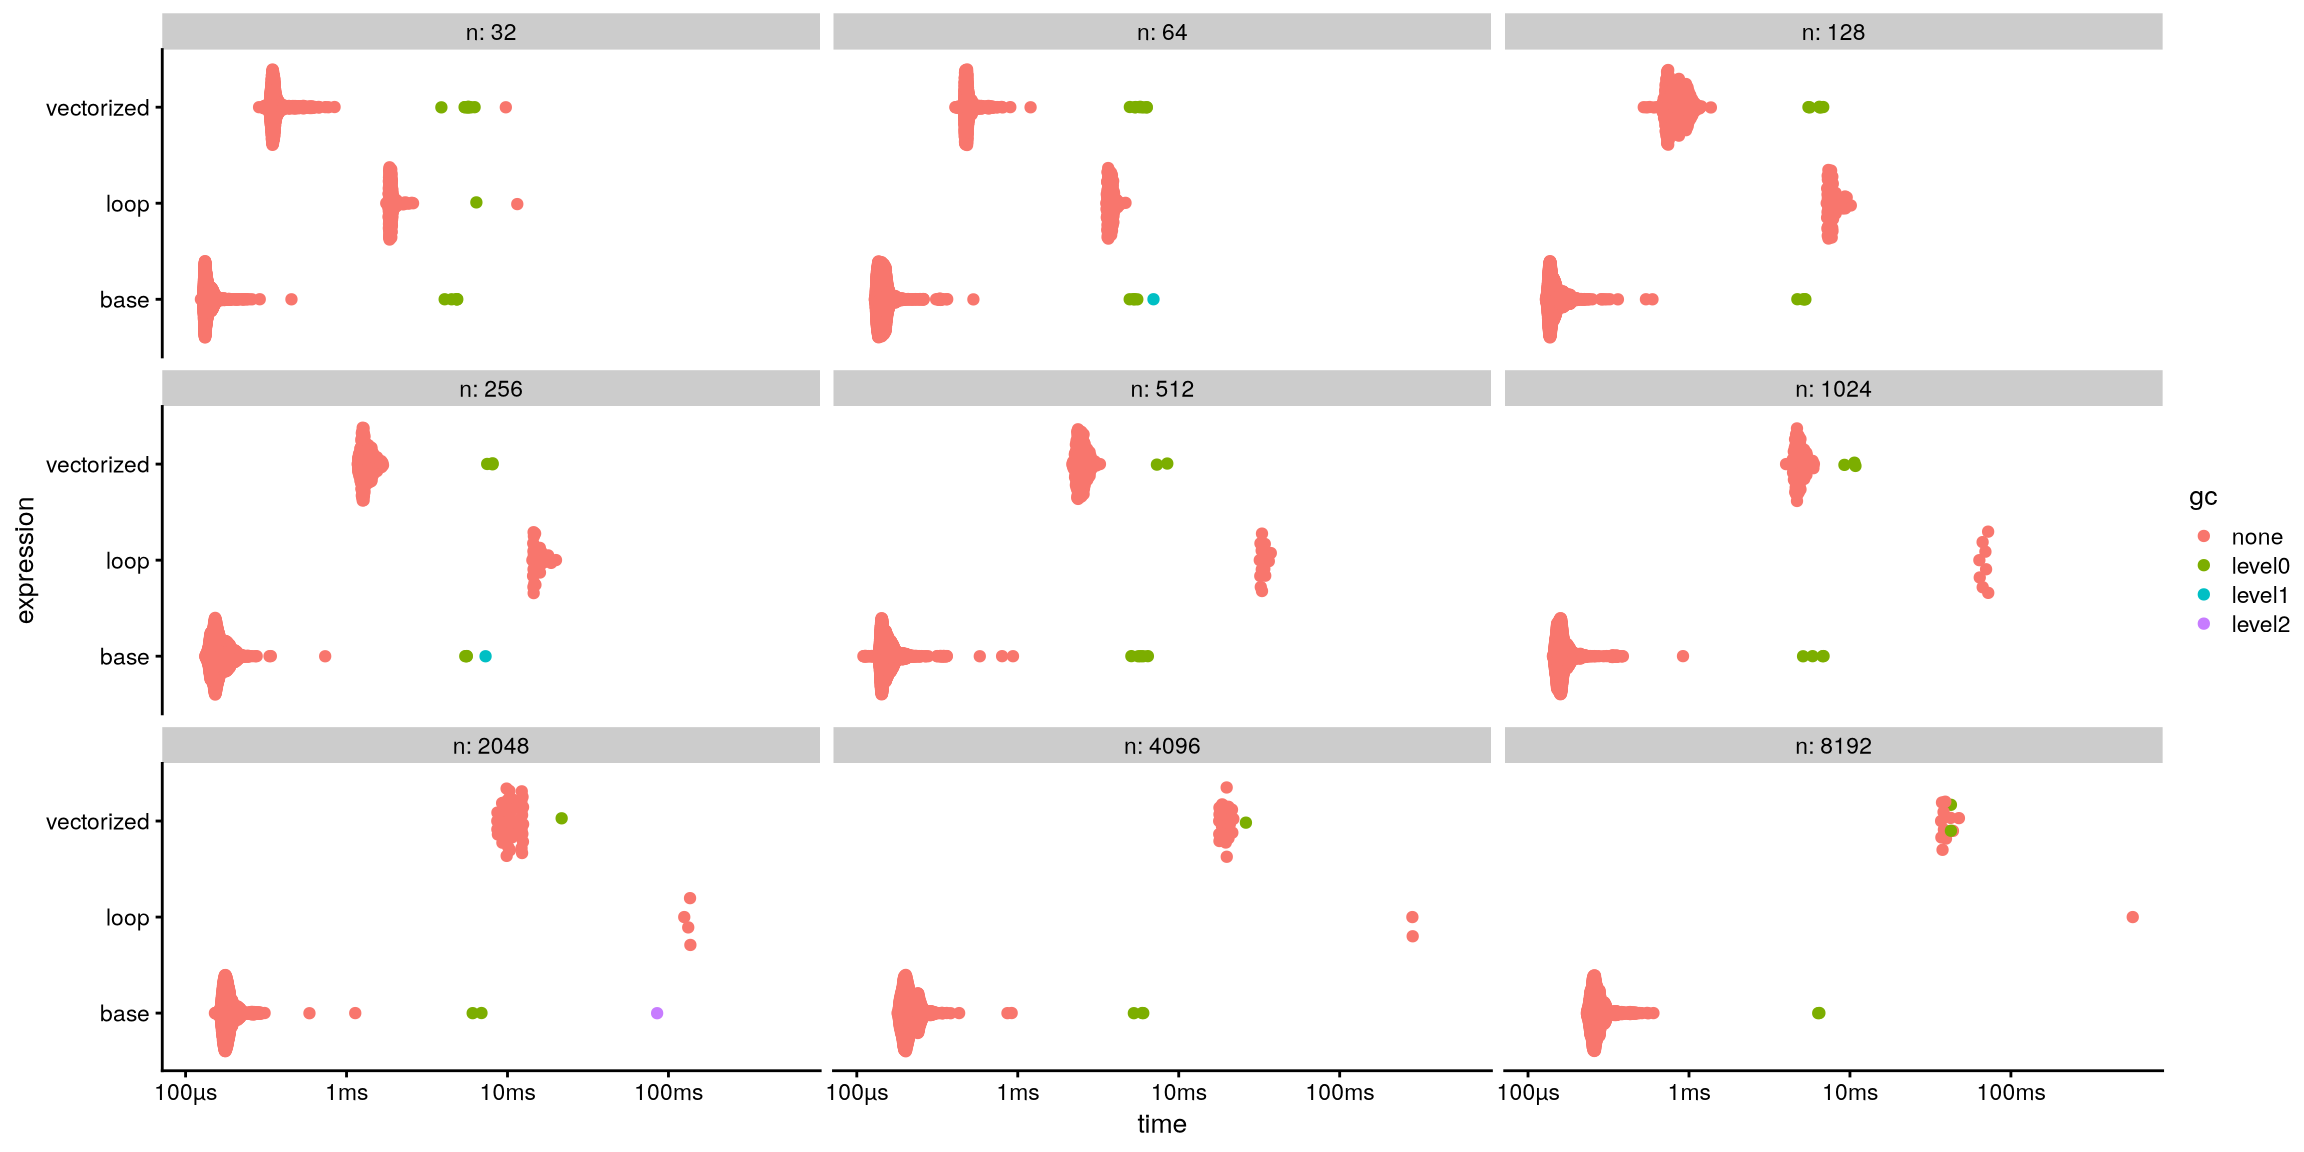 n: 32
n: 64
n: 128
vectorized
loop
base
n: 256
n: 512
n: 1024
vectorized
loop
base
n: 2048
n: 4096
n: 8192
vectorized
loop
base
100µs 1ms 10ms 100ms
100µs 1ms 10ms 100ms
100µs 1ms 10ms 100ms
time
expression
gc
none
level0
level1
level2